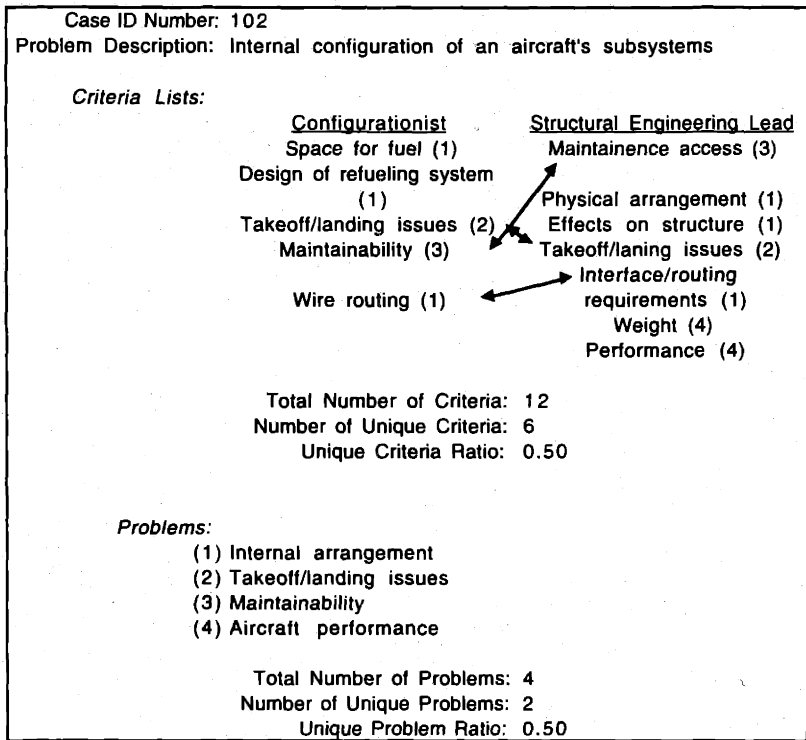 Case ID Number: 102
Problem Description: Internal configuration of an aircraft's subsystems
Criteria Lists:
Configurationist Structural Engineering Lead
Space for fuel (1) Maintainence access (3)
Design of refueling system
(1) Physical arrangement (1)
Takeoff/landing issues (2) Effects on structure (1)
Maintainability (3) Takeoff/laning issues (2)
Interface/routing
Wire routing (1) requirements (1)
Weight (4)
Performance (4)
Total Number of Criteria: 12
Number of Unique Criteria: 6
Unique Criteria Ratio: 0.50
Problems:
(1) Internal arrangement
(2) Takeoff/landing issues
(3) Maintainability
(4) Aircraft performance
Total Number of Problems: 4
Number of Unique Problems: 2
Unique Problem Ratio: 0.50